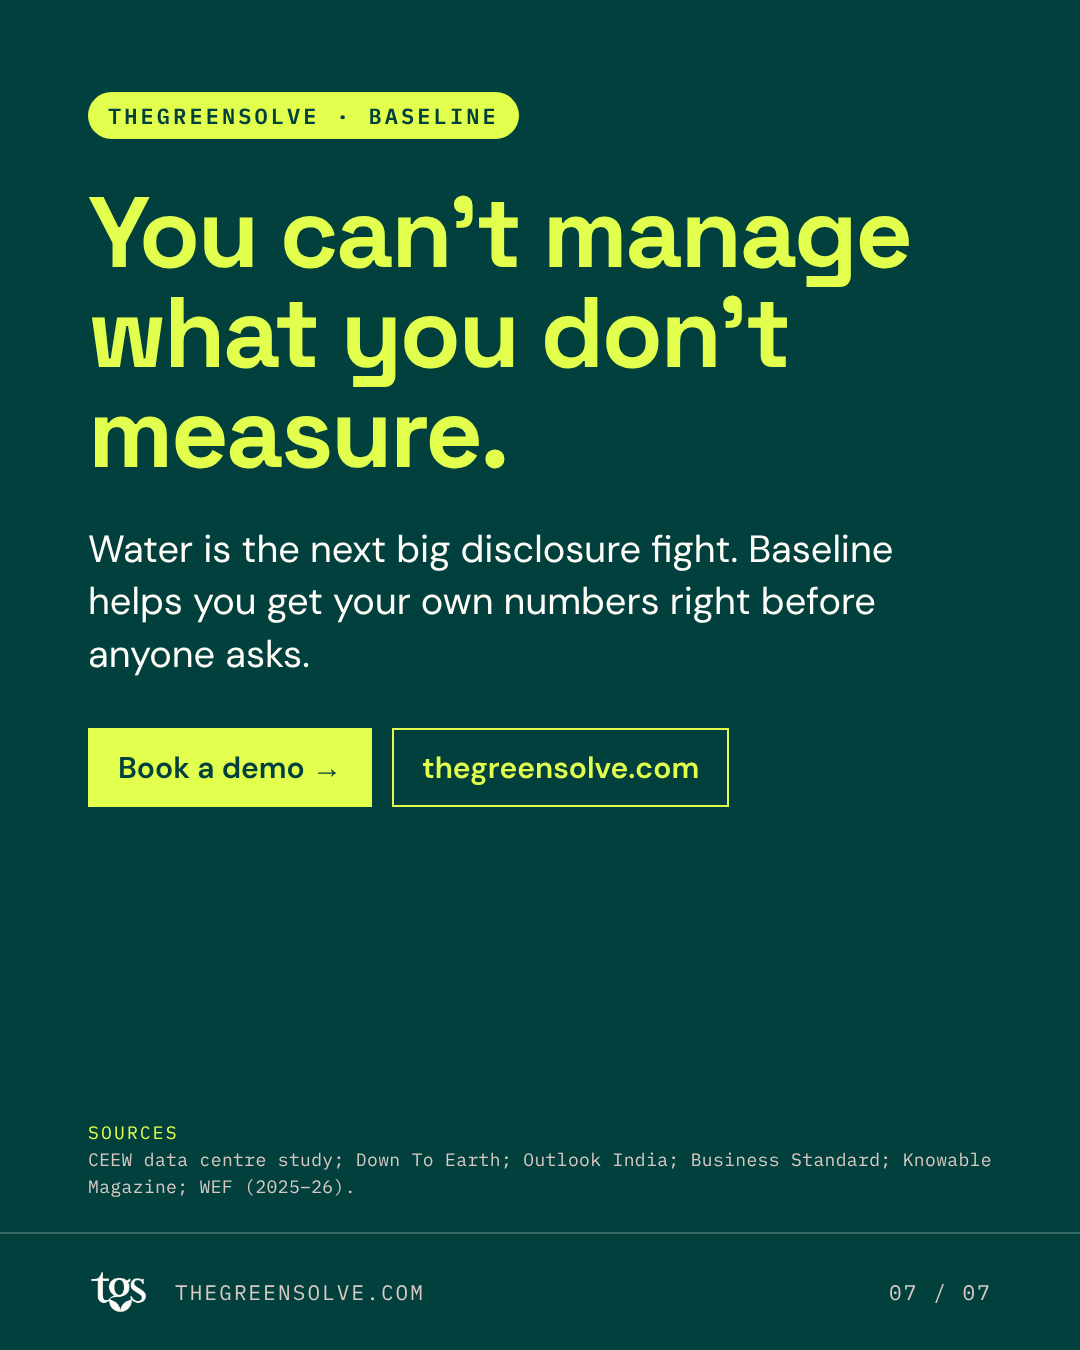 THEGREENSOLVE · BASELINE
You can’t manage
what you don’t
measure.
Water is the next big disclosure fight. Baseline
helps you get your own numbers right before
anyone asks.
Book a demo →
thegreensolve.com
SOURCES
CEEW data centre study; Down To Earth; Outlook India; Business Standard; Knowable
Magazine; WEF (2025–26).
tgs THEGREENSOLVE.COM 07 / 07